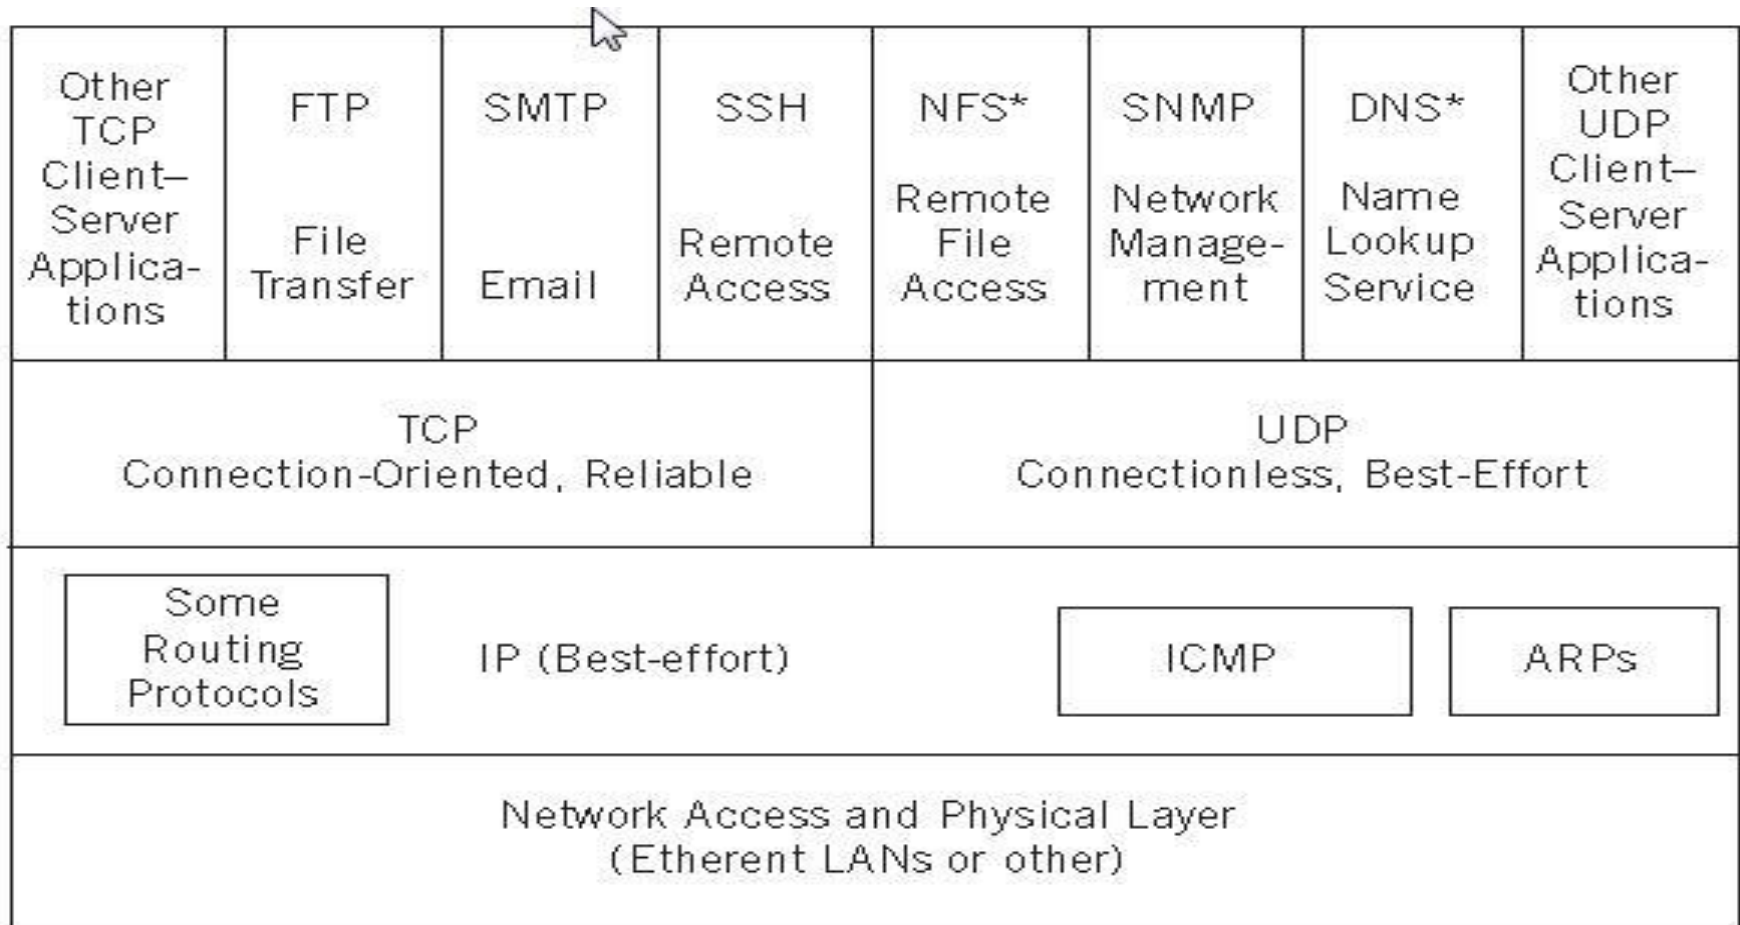 Other
TCP
Client–
Server
Applica-
tions
FTP
File
Transfer
SMTP
Email
SSH
Remote
Access
NFS*
Remote
File
Access
SNMP
Network
Manage-
ment
DNS*
Name
Lookup
Service
Other
UDP
Client–
Server
Applica-
tions
TCP
Connection-Oriented, Reliable
UDP
Connectionless, Best-Effort
Some
Routing
Protocols
IP (Best-effort)
ICMP
ARPs
Network Access and Physical Layer
(Etherent LANs or other)